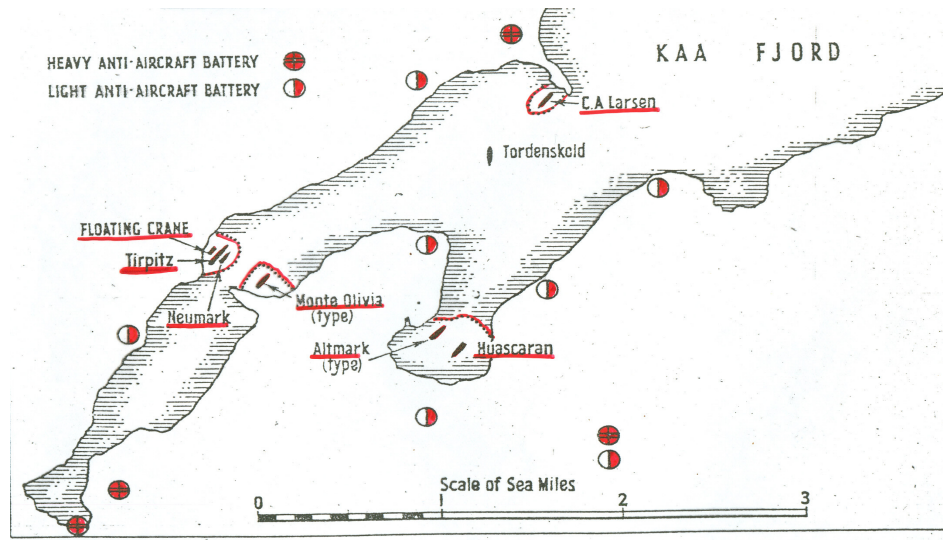 KAA FJORD
HEAVY ANTI-AIRCRAFT BATTERY
LIGHT ANTI-AIRCRAFT BATTERY
C.A Larsen
Tordenskold
FLOATING CRANE
Tirpitz
Neumark
Monte Olivia
(type)
Altmark
(type)
Huascaran
Scale of Sea Miles
0 1 2 3